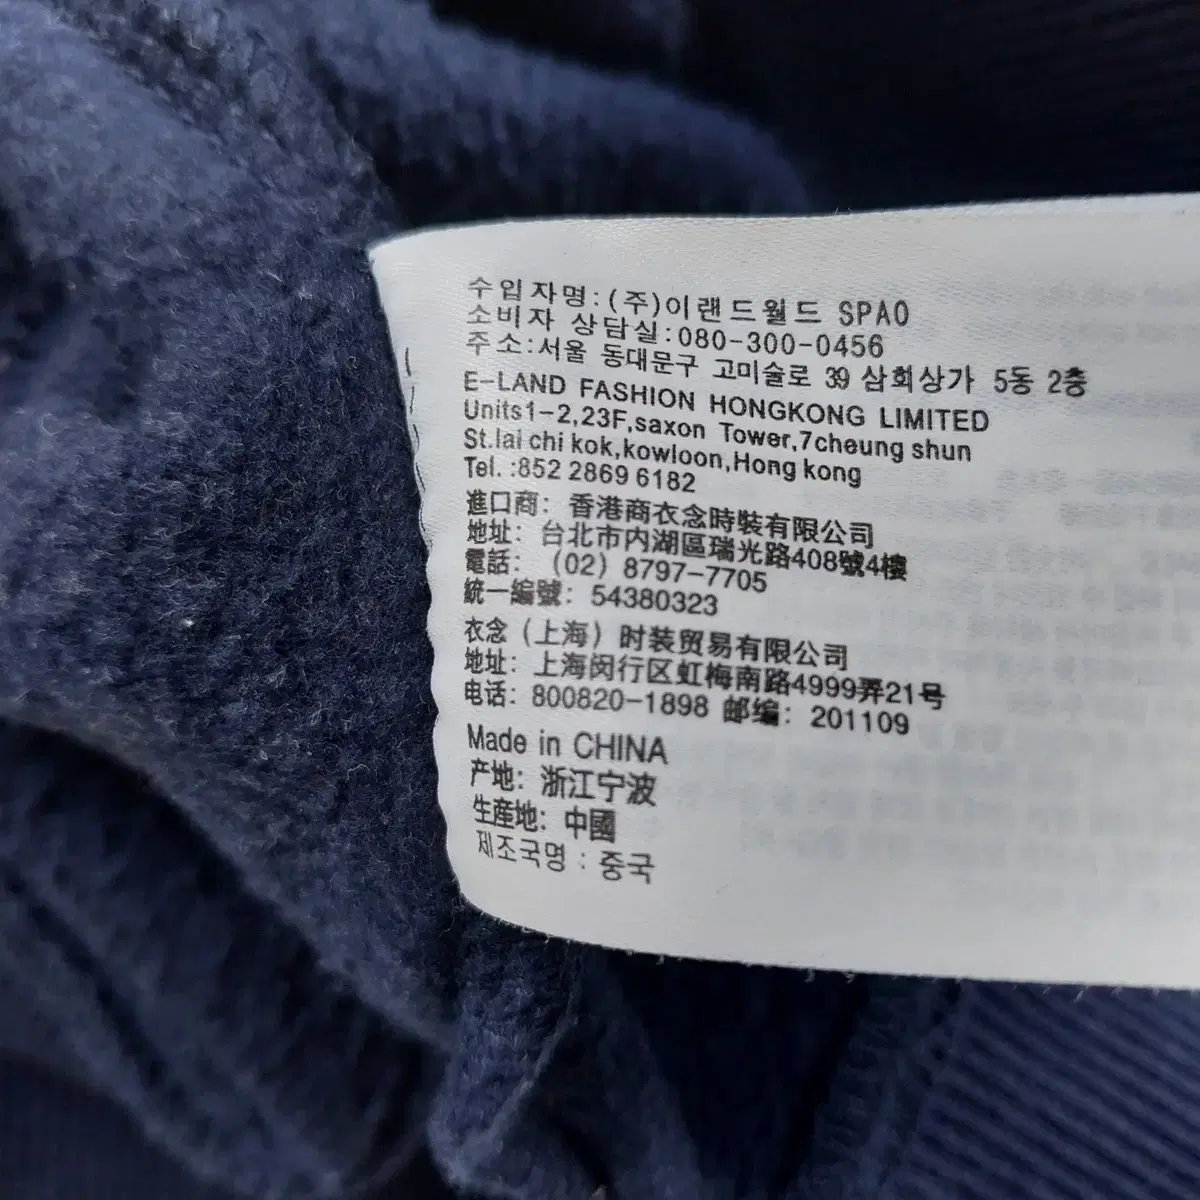 수입자명:(주)이랜드월드 SPAO
소비자 상담실:080-300-0456
주소:서울 동대문구 고미술로 39 삼희상가 5동 2층
E-LAND FASHION HONGKONG LIMITED
Units1-2,23F,saxon Tower,7cheung shun
St.lai chi kok,kowloon,Hong kong
Tel.:852 2869 6182
進口商: 香港商衣念時裝有限公司
地址: 台北市內湖區瑞光路408號4樓
電話: (02) 8797-7705
統一編號: 54380323
衣念(上海)时装贸易有限公司
地址: 上海闵行区虹梅南路4999弄21号
电话: 800820-1898 邮编: 201109
Made in CHINA
产地: 浙江宁波
生産地: 中國
제조국명 : 중국